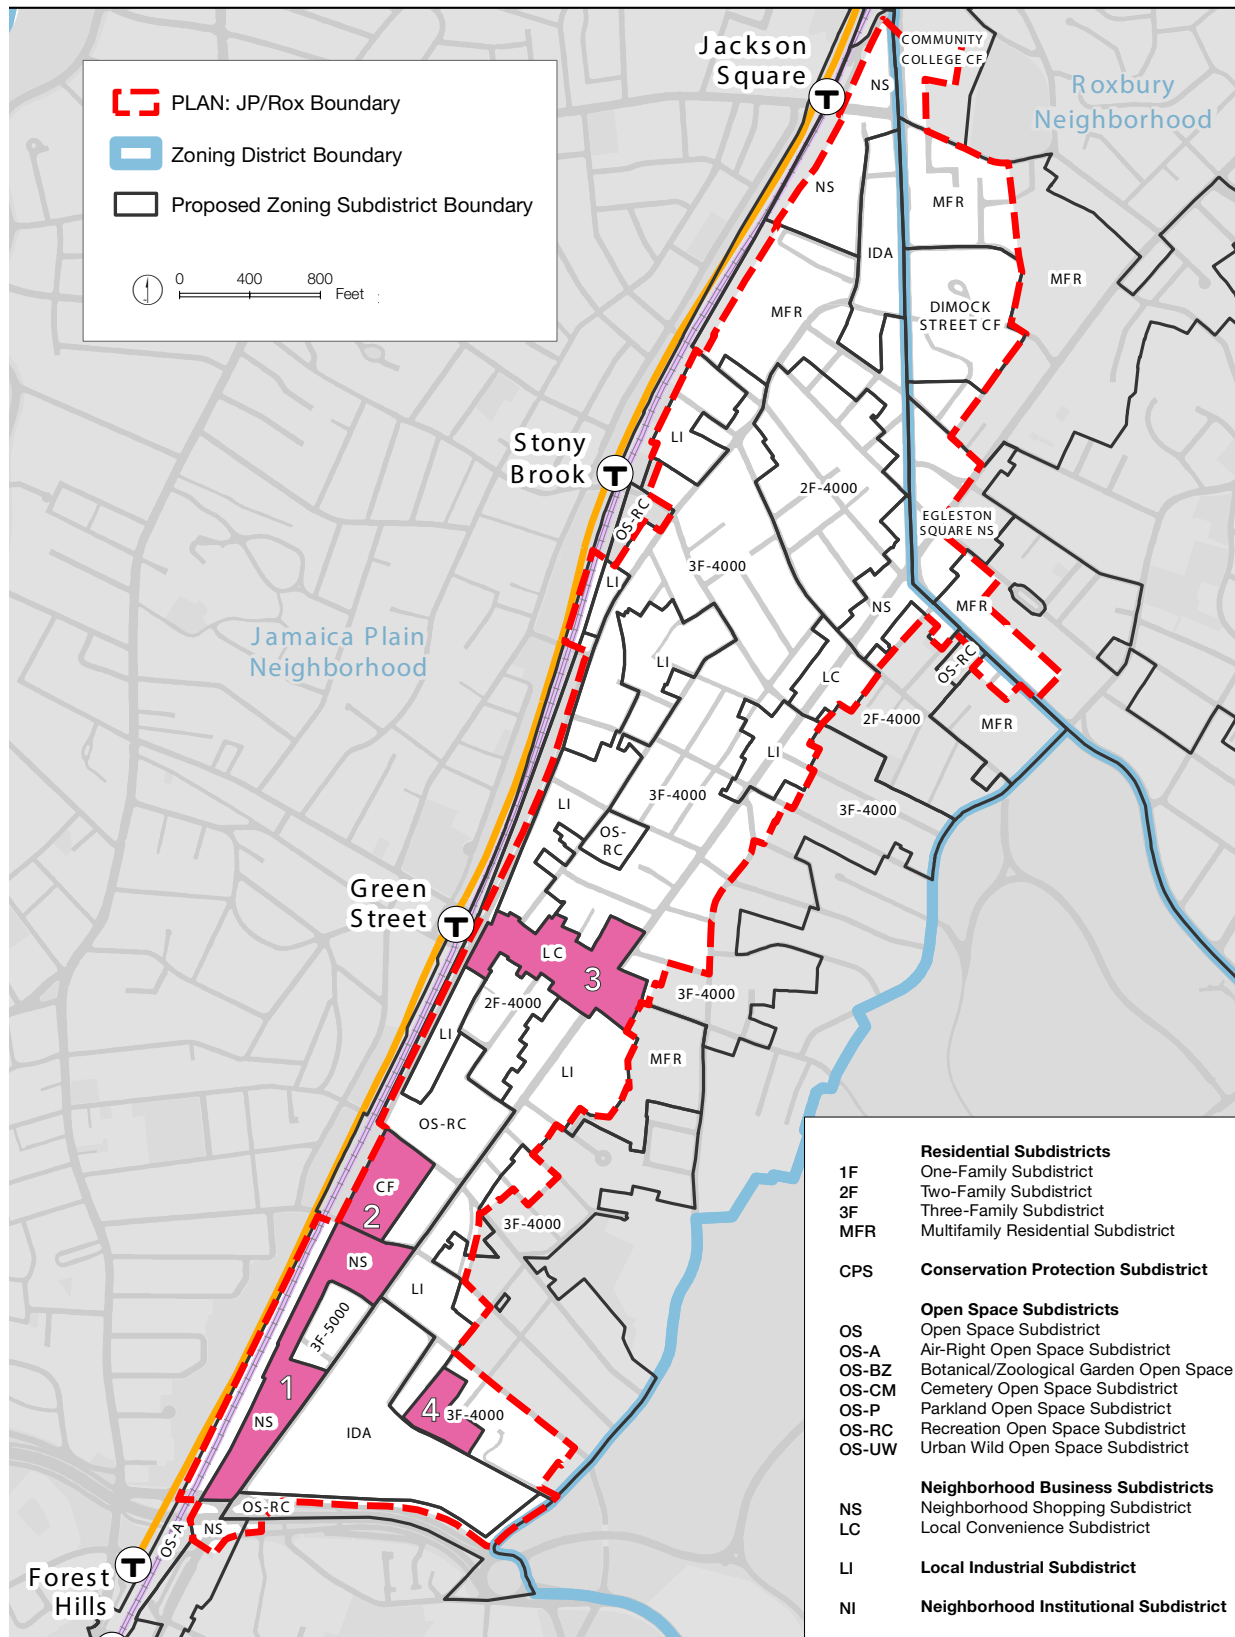 Jackson
Square
COMMUNITY
COLLEGE CF
Roxbury
Neighborhood
NS
PLAN: JP/Rox Boundary
Zoning District Boundary
Proposed Zoning Subdistrict Boundary
0 400 800
Feet
NS
MFR
IDA
MFR
DIMOCK
STREET CF
MFR
LI
Stony
Brook
2F-4000
OS-RC
EGLESTON
SQUARE NS
3F-4000
LI
NS
MFR
Jamaica Plain
Neighborhood
LI
LC
OS-RC
2F-4000
MFR
LI
LI
3F-4000
3F-4000
OS-
RC
Green
Street
LC
3
2F-4000
3F-4000
LI
MFR
LI
OS-RC
CF
2
3F-4000
NS
LI
3F-5000
1
4
3F-4000
NS
IDA
OS-RC
NS
OS-A
Forest
Hills
T
T
T
T
Residential Subdistricts
1F One-Family Subdistrict
2F Two-Family Subdistrict
3F Three-Family Subdistrict
MFR Multifamily Residential Subdistrict
CPS Conservation Protection Subdistrict
Open Space Subdistricts
OS Open Space Subdistrict
OS-A Air-Right Open Space Subdistrict
OS-BZ Botanical/Zoological Garden Open Space
OS-CM Cemetery Open Space Subdistrict
OS-P Parkland Open Space Subdistrict
OS-RC Recreation Open Space Subdistrict
OS-UW Urban Wild Open Space Subdistrict
Neighborhood Business Subdistricts
NS Neighborhood Shopping Subdistrict
LC Local Convenience Subdistrict
LI Local Industrial Subdistrict
NI Neighborhood Institutional Subdistrict